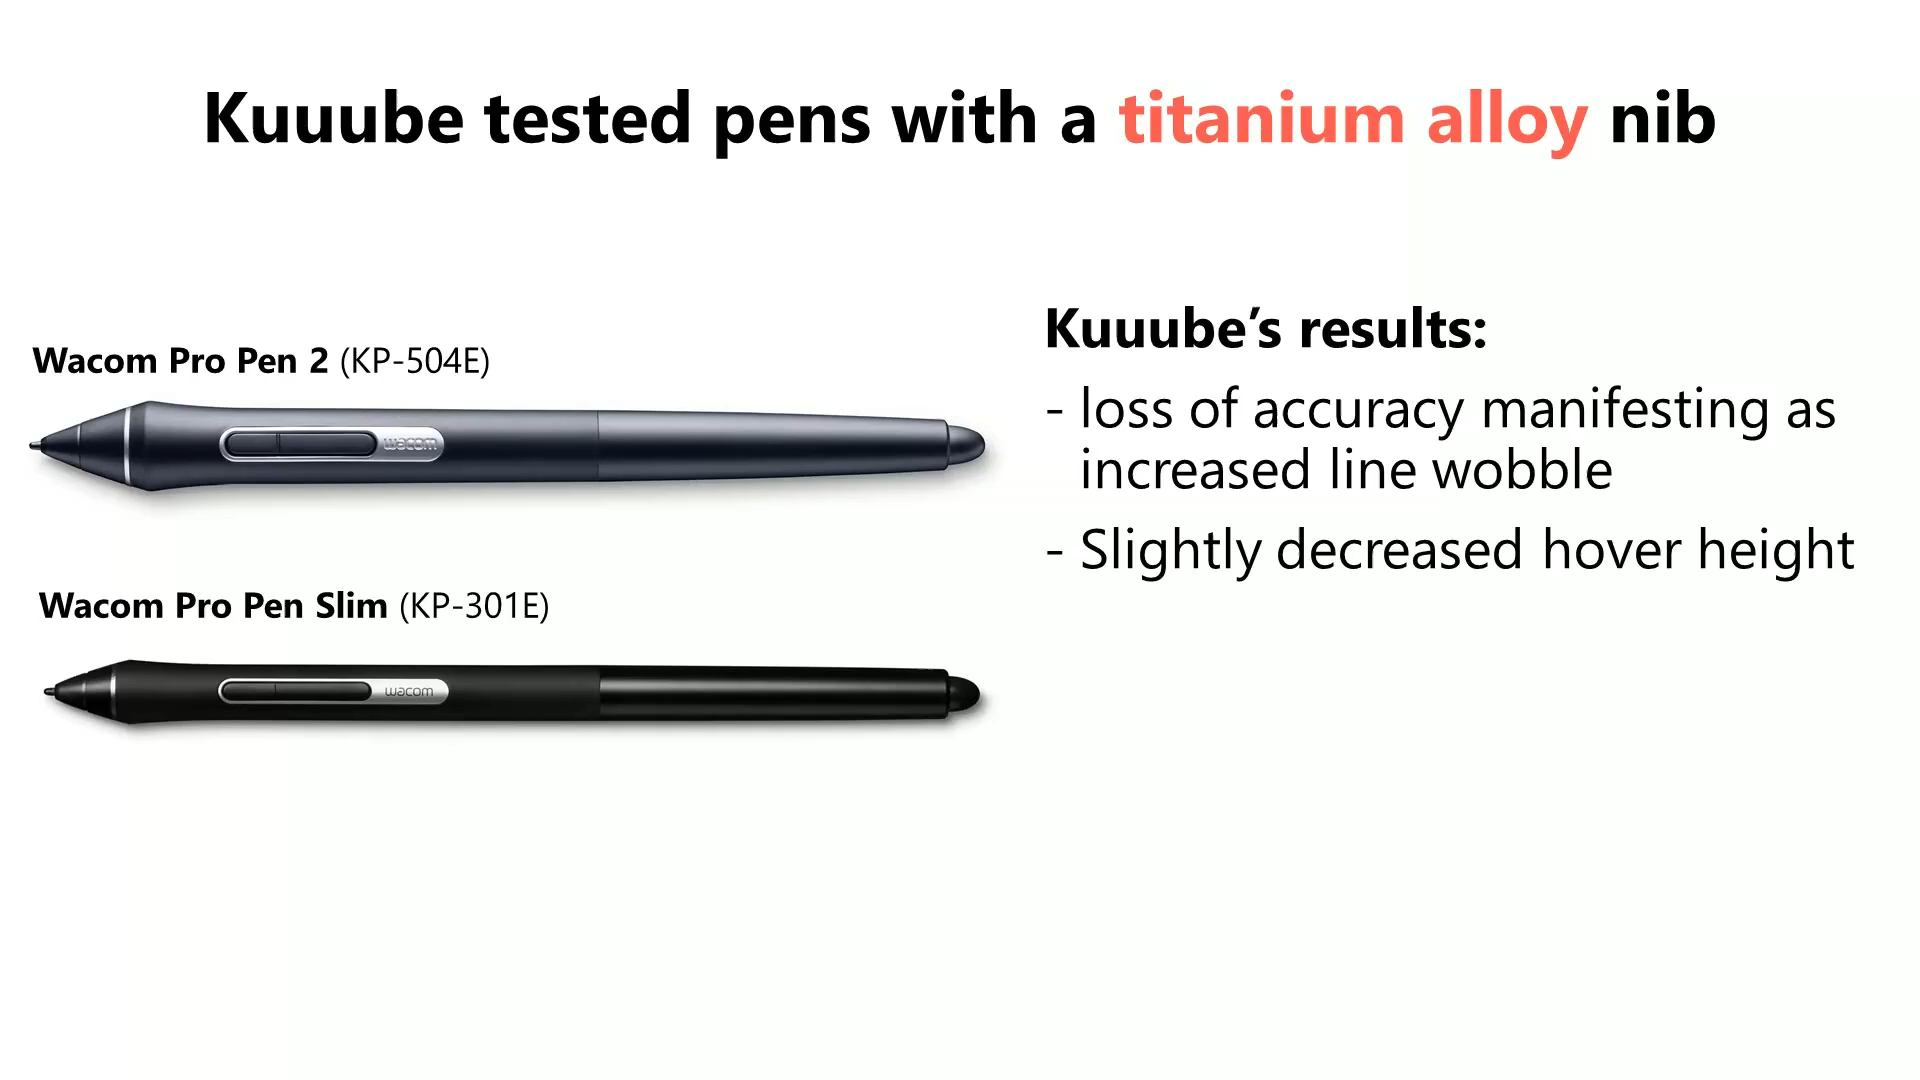 Kuuube tested pens with a titanium alloy nib
Wacom Pro Pen 2 (KP-504E)
wacom
Wacom Pro Pen Slim (KP-301E)
wacom
Kuuube’s results:
- loss of accuracy manifesting as
increased line wobble
- Slightly decreased hover height